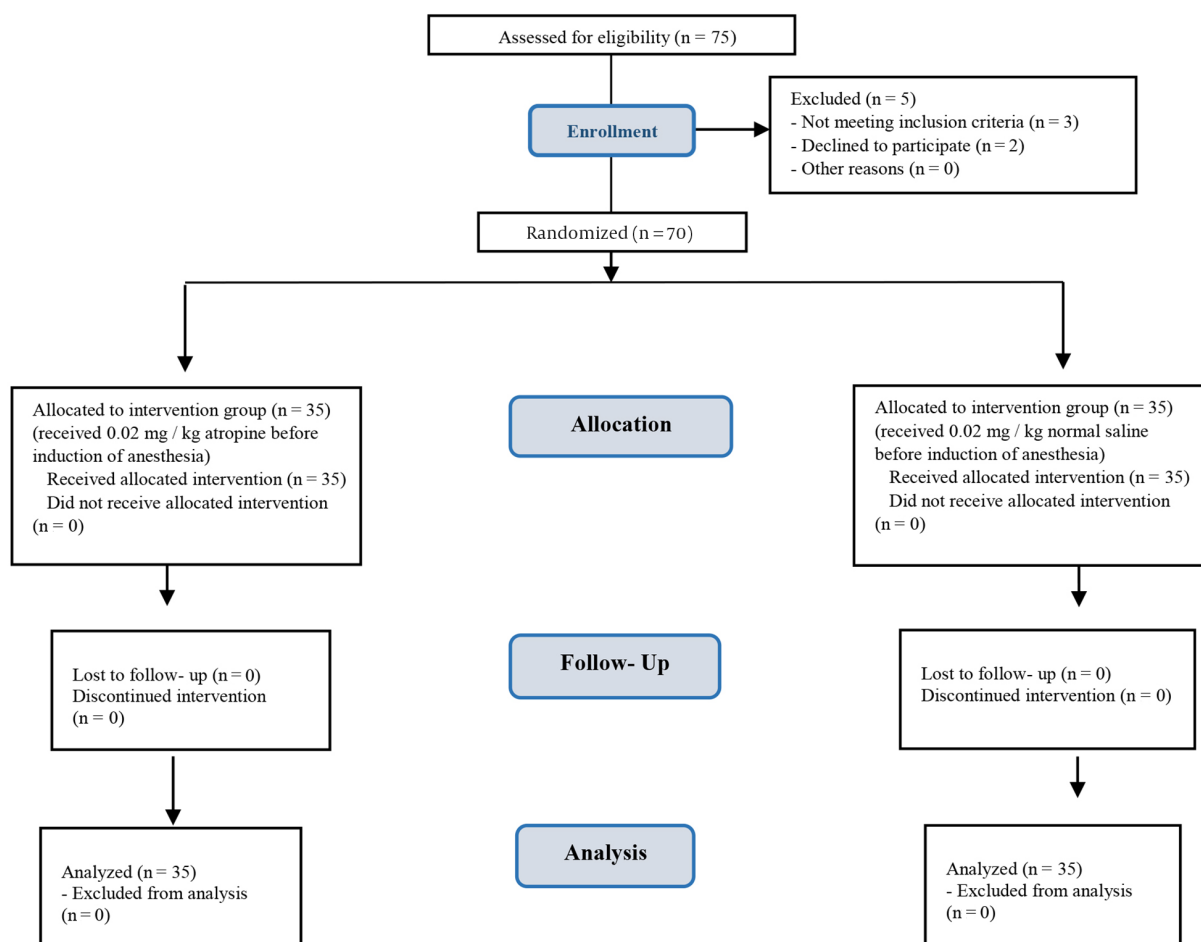 Assessed for eligibility (n = 75)
Enrollment
Excluded (n = 5)
- Not meeting inclusion criteria (n = 3)
- Declined to participate (n = 2)
- Other reasons (n = 0)
Randomized (n = 70)
Allocated to intervention group (n = 35)
(received 0.02 mg / kg atropine before
induction of anesthesia)
Received allocated intervention (n = 35)
Did not receive allocated intervention
(n = 0)
Allocation
Allocated to intervention group (n = 35)
(received 0.02 mg / kg normal saline
before induction of anesthesia)
Received allocated intervention (n = 35)
Did not receive allocated intervention
(n = 0)
Lost to follow- up (n = 0)
Discontinued intervention
(n = 0)
Follow- Up
Lost to follow- up (n = 0)
Discontinued intervention (n = 0)
Analyzed (n = 35)
- Excluded from analysis
(n = 0)
Analysis
Analyzed (n = 35)
- Excluded from analysis
(n = 0)